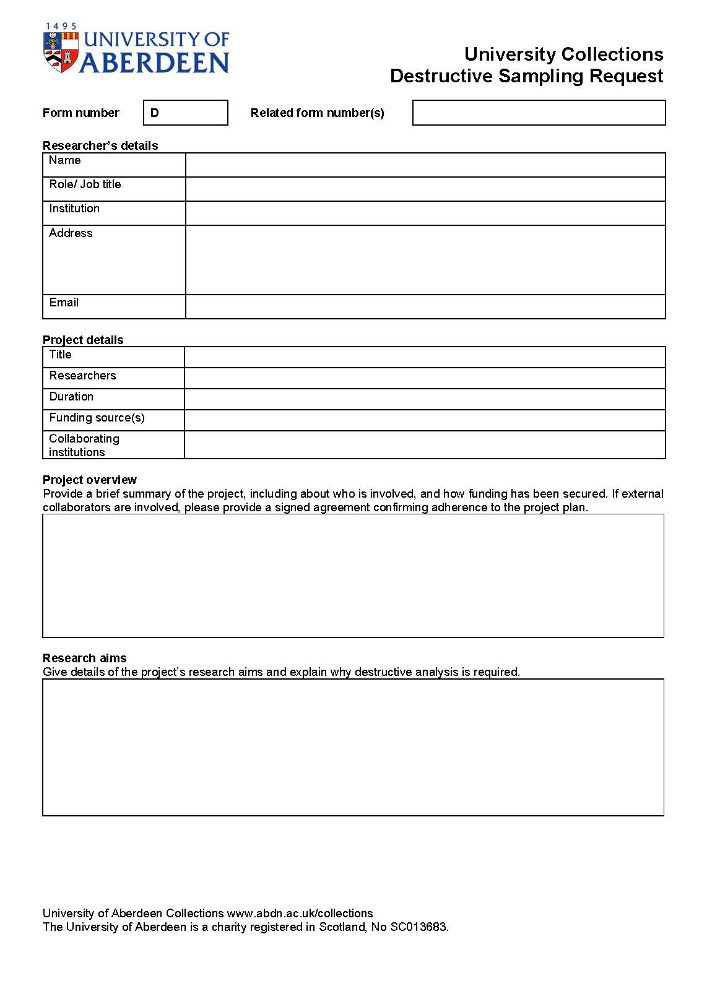 1495
UNIVERSITY OF
ABERDEEN
University Collections
Destructive Sampling Request
Form number D Related form number(s)
Researcher’s details
Name
Role/ Job title
Institution
Address
Email
Project details
Title
Researchers
Duration
Funding source(s)
Collaborating
institutions
Project overview
Provide a brief summary of the project, including about who is involved, and how funding has been secured. If external
collaborators are involved, please provide a signed agreement confirming adherence to the project plan.
Research aims
Give details of the project’s research aims and explain why destructive analysis is required.
University of Aberdeen Collections www.abdn.ac.uk/collections
The University of Aberdeen is a charity registered in Scotland, No SC013683.